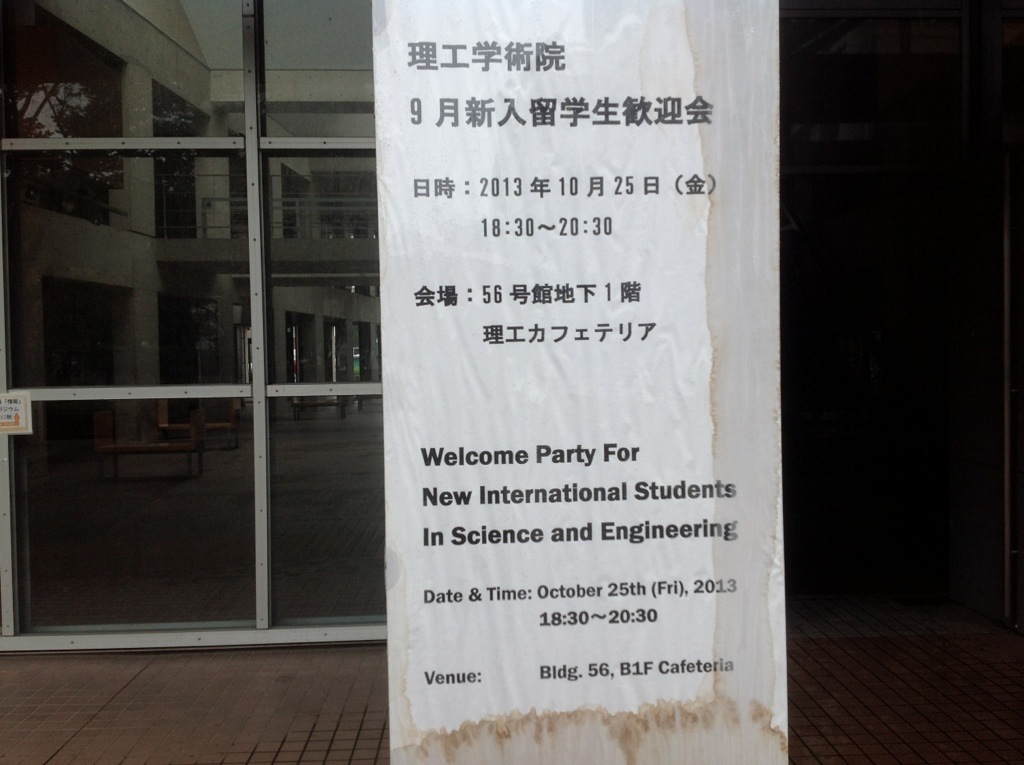 理工学術院
9月新入留学生歓迎会
日時：2013年10月25日（金）
18:30～20:30
会場：56号館地下1階
理工カフェテリア
Welcome Party For
New International Students
In Science and Engineering
Date & Time: October 25th (Fri), 2013
18:30～20:30
Venue: Bldg. 56, B1F Cafeteria